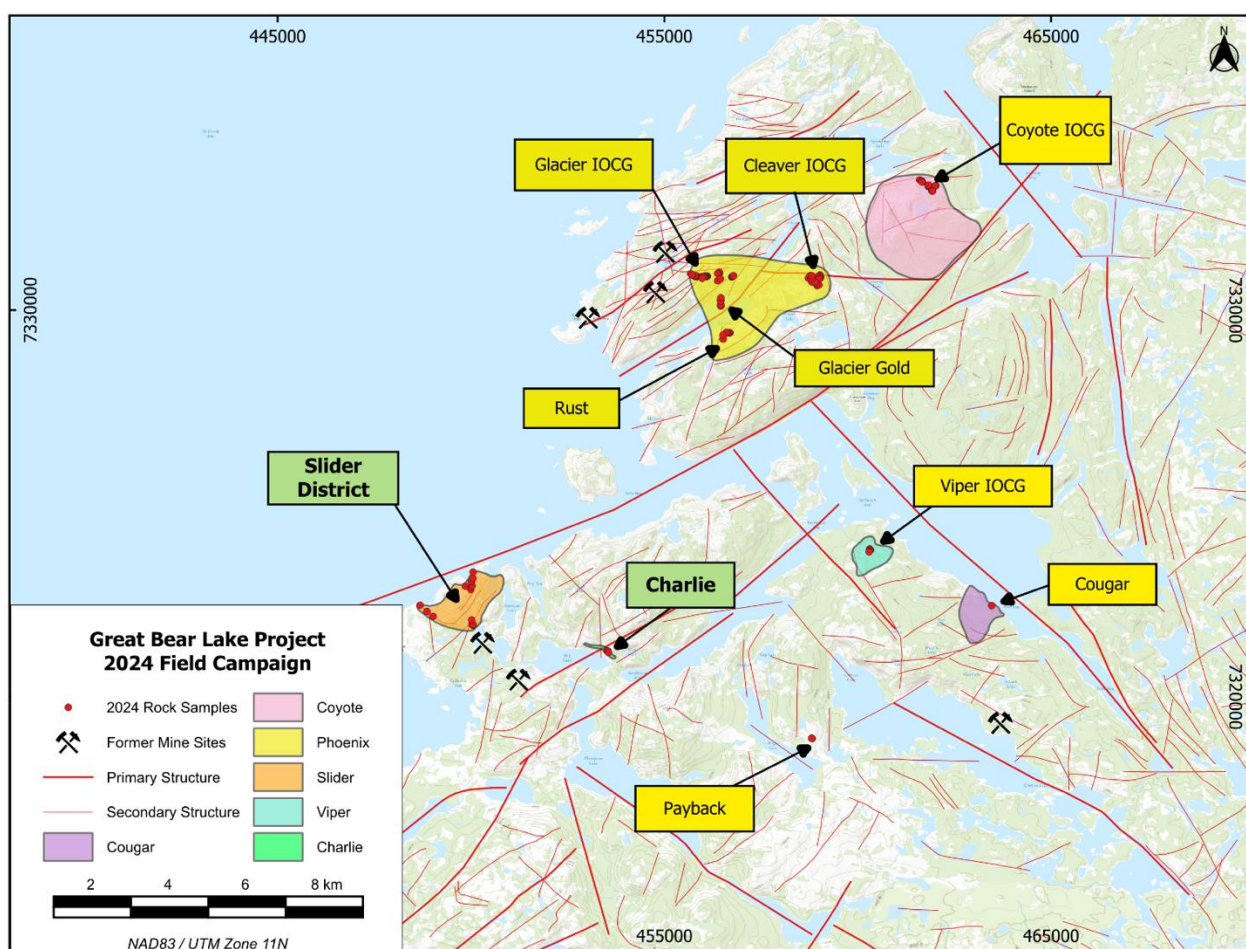 445000
455000
465000
N
Coyote IOCG
Glacier IOCG
Cleaver IOCG
7330000
7330000
Glacier Gold
Rust
Slider
District
Viper IOCG
Charlie
Cougar
7320000
Payback
Great Bear Lake Project
2024 Field Campaign
2024 Rock Samples
Coyote
Former Mine Sites
Phoenix
Primary Structure
Slider
Secondary Structure
Viper
Cougar
Charlie
2
4
6
8 km
NAD83 / UTM Zone 11N
455000
465000